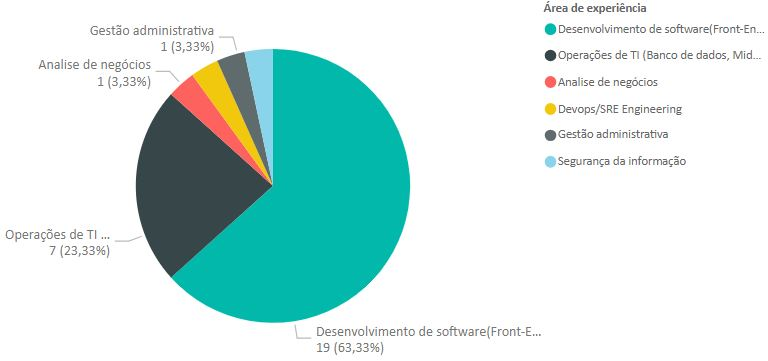 Área de experiência
Desenvolvimento de software(Front-En...
Operações de TI (Banco de dados, Mid...
Analise de negócios
Devops/SRE Engineering
Gestão administrativa
Segurança da informação
Gestão administrativa
1 (3,33%)
Analise de negócios
1 (3,33%)
Operações de TI ...
7 (23,33%)
Desenvolvimento de software(Front-E...
19 (63,33%)